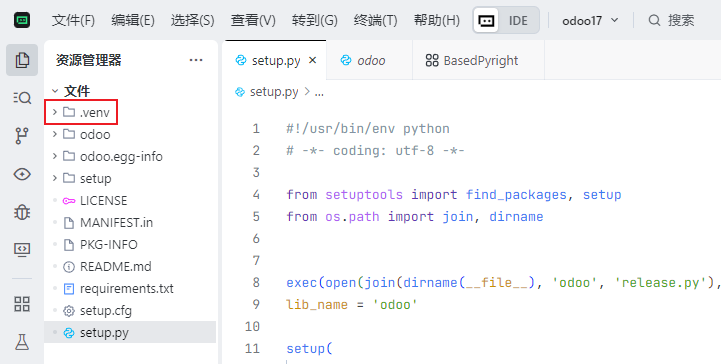 文件(F) 编辑(E) 选择(S) 查看(V) 转到(G) 终端(T) 帮助(H) IDE odoo17 搜索
资源管理器 ...
setup.py odoo BasedPyright
文件
setup.py ...
.venv
odoo
odoo.egg-info
setup
LICENSE
MANIFEST.in
PKG-INFO
README.md
requirements.txt
setup.cfg
setup.py
1 #!/usr/bin/env python
2 # -*- coding: utf-8 -*-
3
4 from setuptools import find_packages, setup
5 from os.path import join, dirname
6
7
8 exec(open(join(dirname(__file__), 'odoo', 'release.py'),
9 lib_name = 'odoo'
10
11 setup(